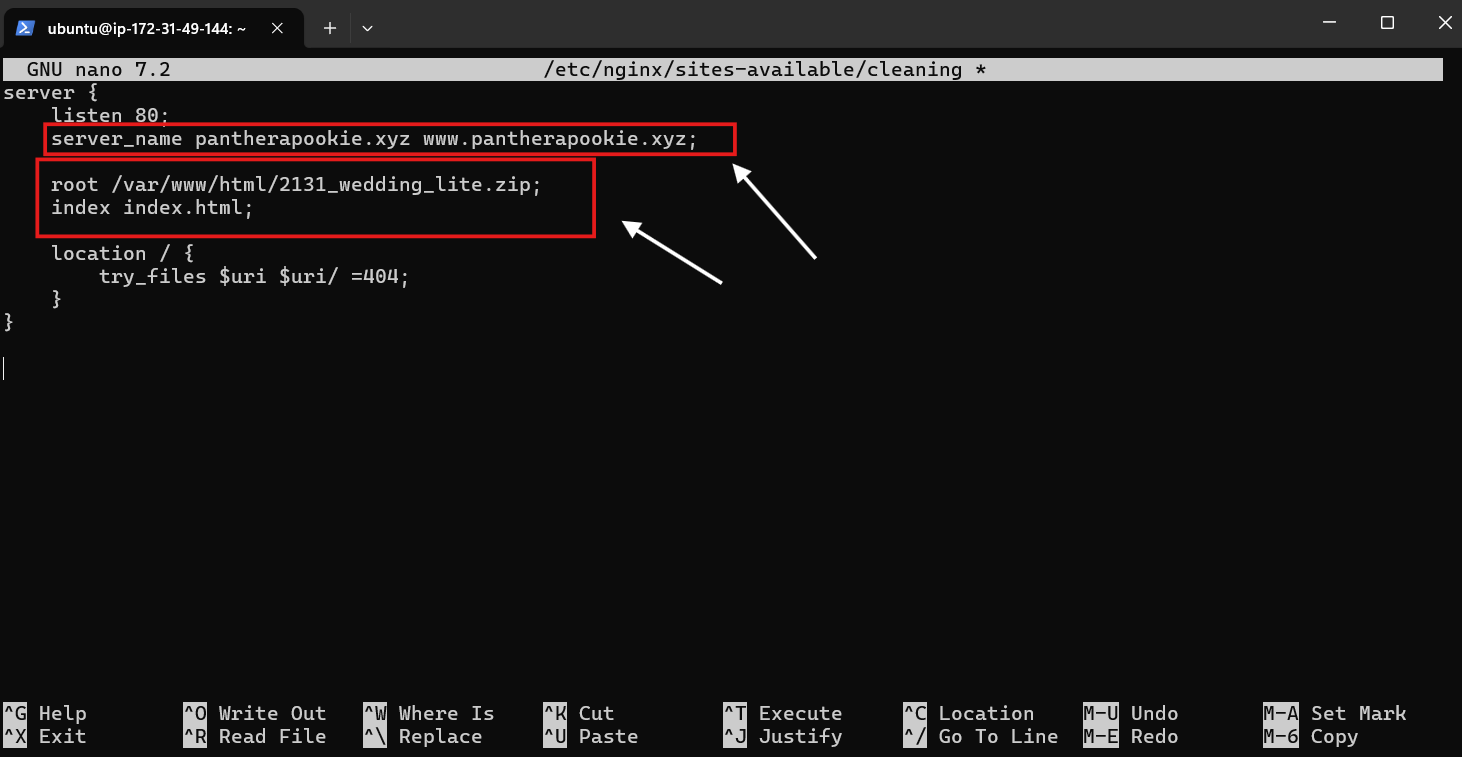 ubuntu@ip-172-31-49-144: ~
GNU nano 7.2 /etc/nginx/sites-available/cleaning *
server {
    listen 80;
    server_name pantherapookie.xyz www.pantherapookie.xyz;
    root /var/www/html/2131_wedding_lite.zip;
    index index.html;
    location / {
        try_files $uri $uri/ =404;
    }
}
^G Help ^O Write Out ^W Where Is ^K Cut ^T Execute ^C Location M-U Undo M-A Set Mark
^X Exit ^R Read File ^\ Replace ^U Paste ^J Justify ^/ Go To Line M-E Redo M-6 Copy